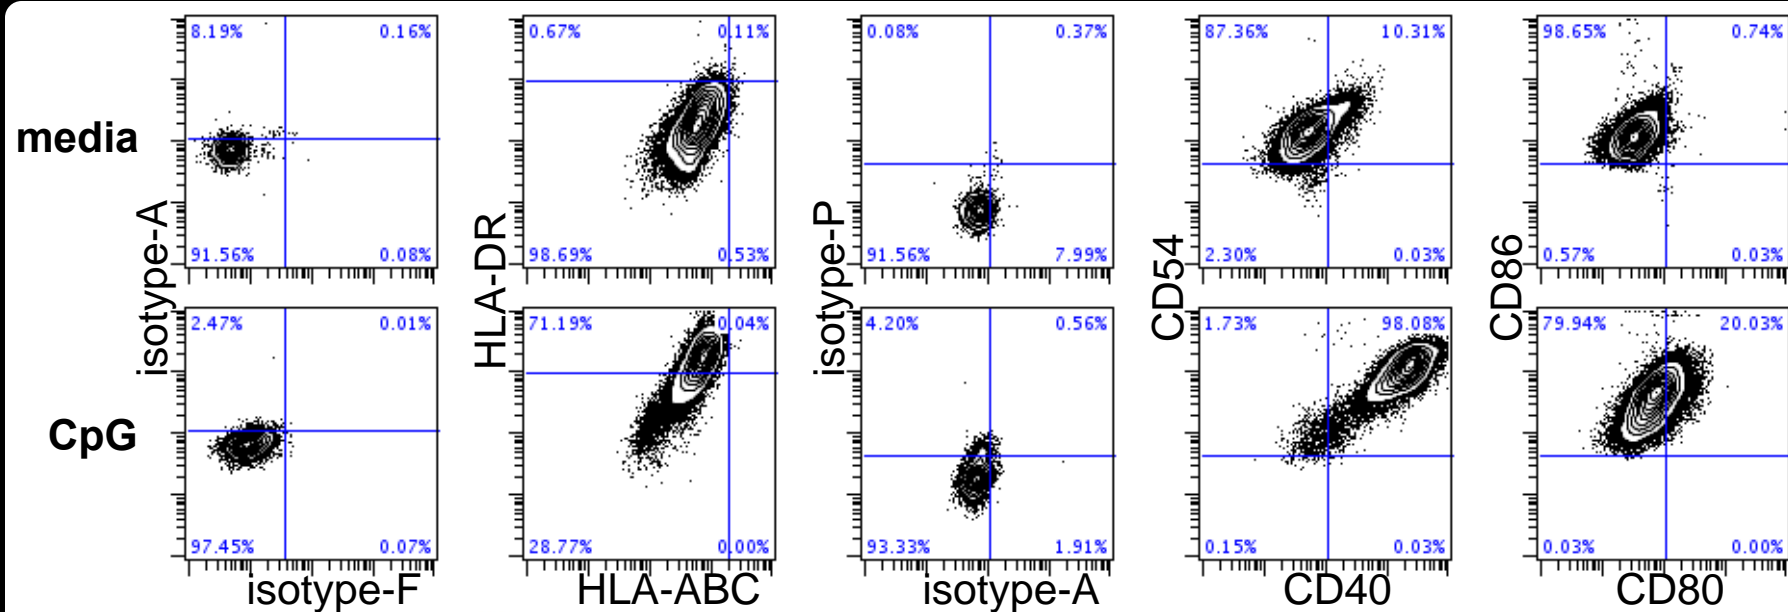 8.19% 0.16% 0.67% 0.11% 0.08% 0.37% 87.36% 10.31% 98.65% 0.74%
media
isotype-A HLA-DR isotype-P CD54 CD86
91.56% 0.08% 98.69% 0.53% 91.56% 7.99% 2.30% 0.03% 0.57% 0.03%
2.47% 0.01% 71.19% 0.04% 4.20% 0.56% 1.73% 98.08% 79.94% 20.03%
CpG
97.45% 0.07% 28.77% 0.00% 93.33% 1.91% 0.15% 0.03% 0.03% 0.00%
isotype-F HLA-ABC isotype-A CD40 CD80